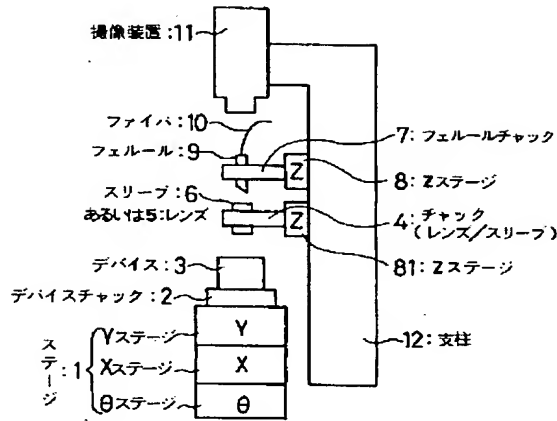 撮像装置:11
ファイバ:10
7:フェルールチャック
フェルール:9
Z
8:Zステージ
スリーブ:6
あるいは5:レンズ
Z
4:チャック
(レンズ/スリーブ)
デバイス:3
81:Zステージ
デバイスチャック:2
ステージ:1
Yステージ
Y
Xステージ
X
12:支柱
θステージ
θ